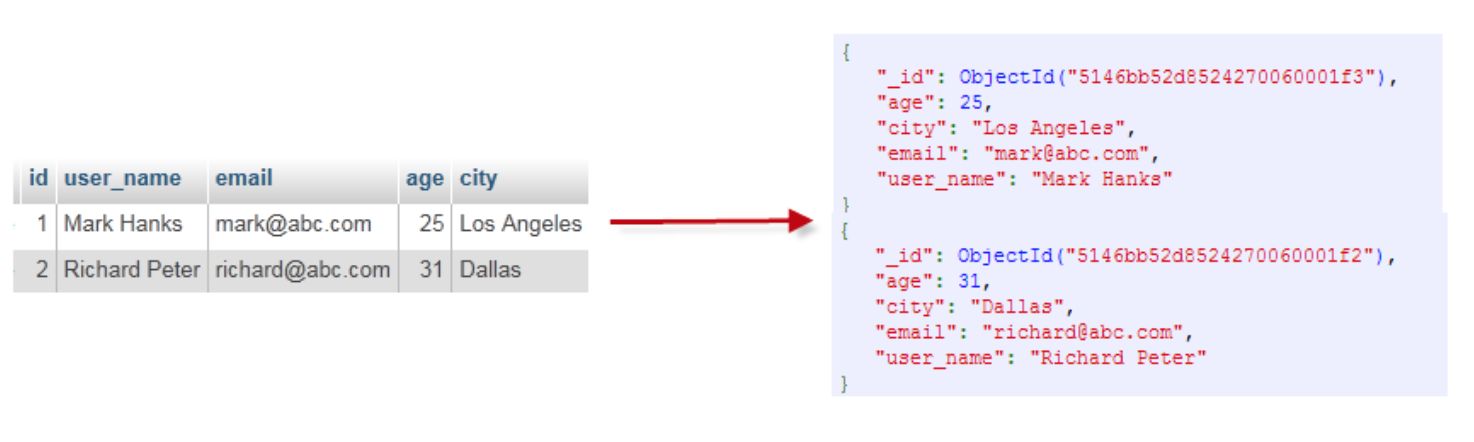 id user_name email age city
1 Mark Hanks mark@abc.com 25 Los Angeles
2 Richard Peter richard@abc.com 31 Dallas
{
"_id": ObjectId("5146bb52d8524270060001f3"),
"age": 25,
"city": "Los Angeles",
"email": "mark@abc.com",
"user_name": "Mark Hanks"
}
{
"_id": ObjectId("5146bb52d8524270060001f2"),
"age": 31,
"city": "Dallas",
"email": "richard@abc.com",
"user_name": "Richard Peter"
}